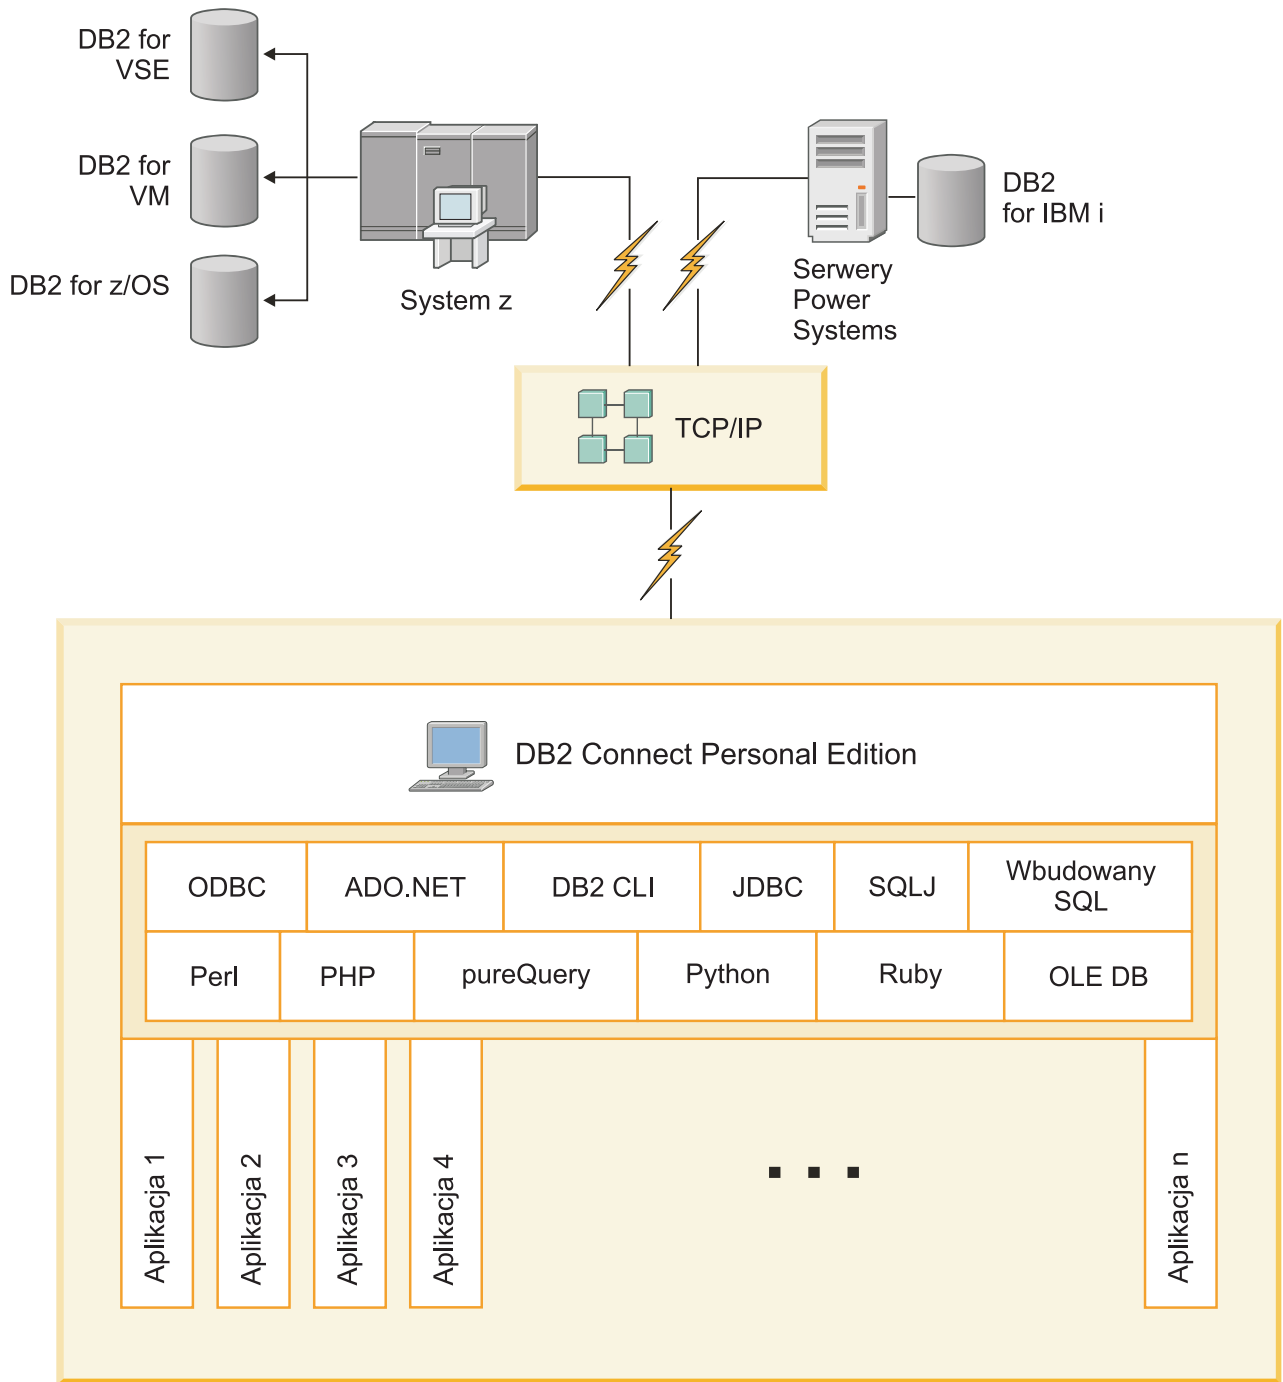 DB2 for
VSE
DB2 for
VM
DB2 for z/OS
System z
DB2
for IBM i
Serwery
Power
Systems
TCP/IP
DB2 Connect Personal Edition
ODBC
ADO.NET
DB2 CLI
JDBC
SQLJ
Wbudowany
SQL
Perl
PHP
pureQuery
Python
Ruby
OLE DB
Aplikacja 1
Aplikacja 2
Aplikacja 3
Aplikacja 4
...
Aplikacja n